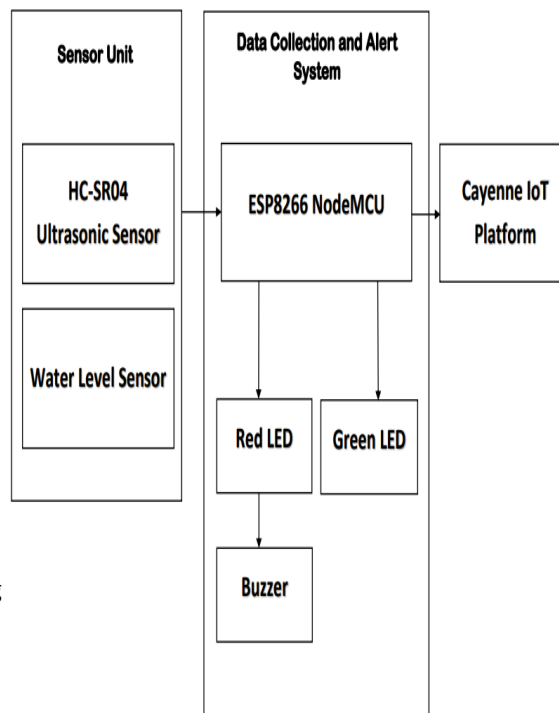 Sensor Unit
HC-SR04
Ultrasonic Sensor
Water Level Sensor
Data Collection and Alert
System
ESP8266 NodeMCU
Red LED
Green LED
Buzzer
Cayenne IoT
Platform